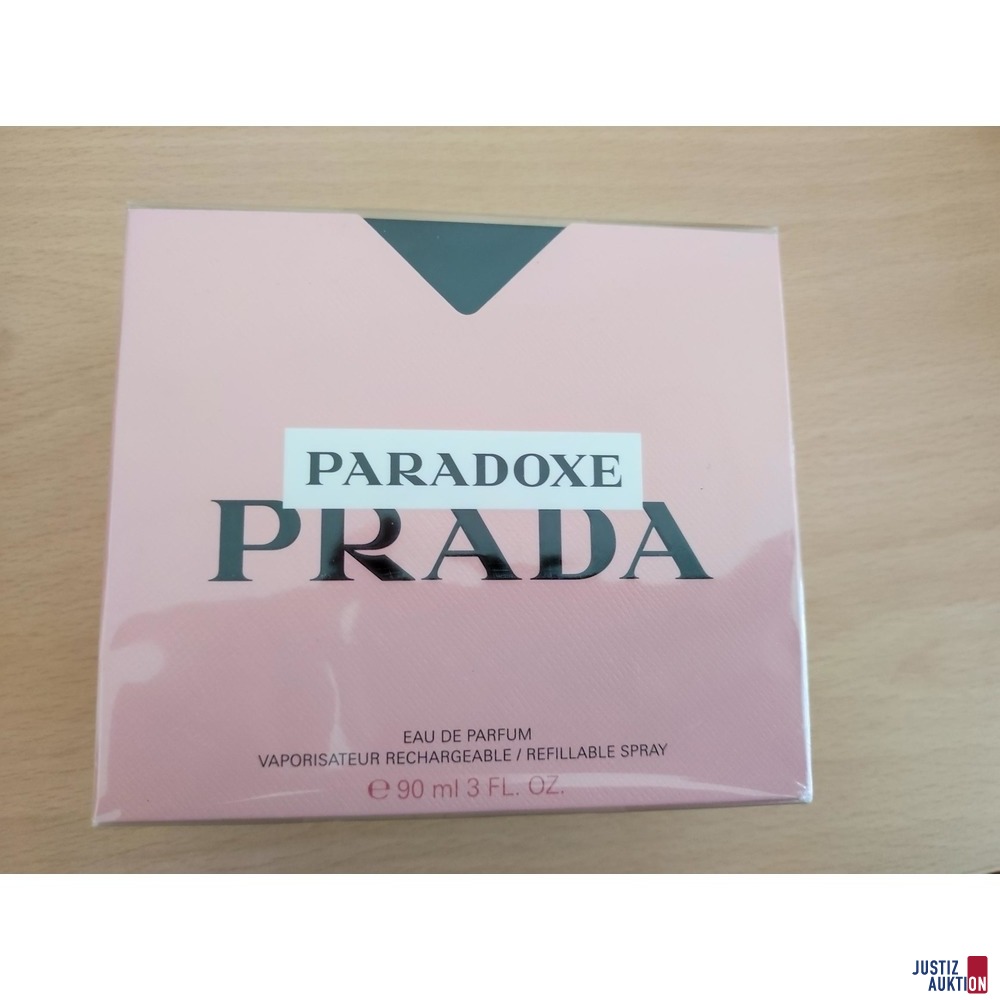 PARADOXE
PRADA
EAU DE PARFUM
VAPORISATEUR RECHARGEABLE / REFILLABLE SPRAY
℮ 90 ml 3 FL. OZ.
JUSTIZ
AUKTION